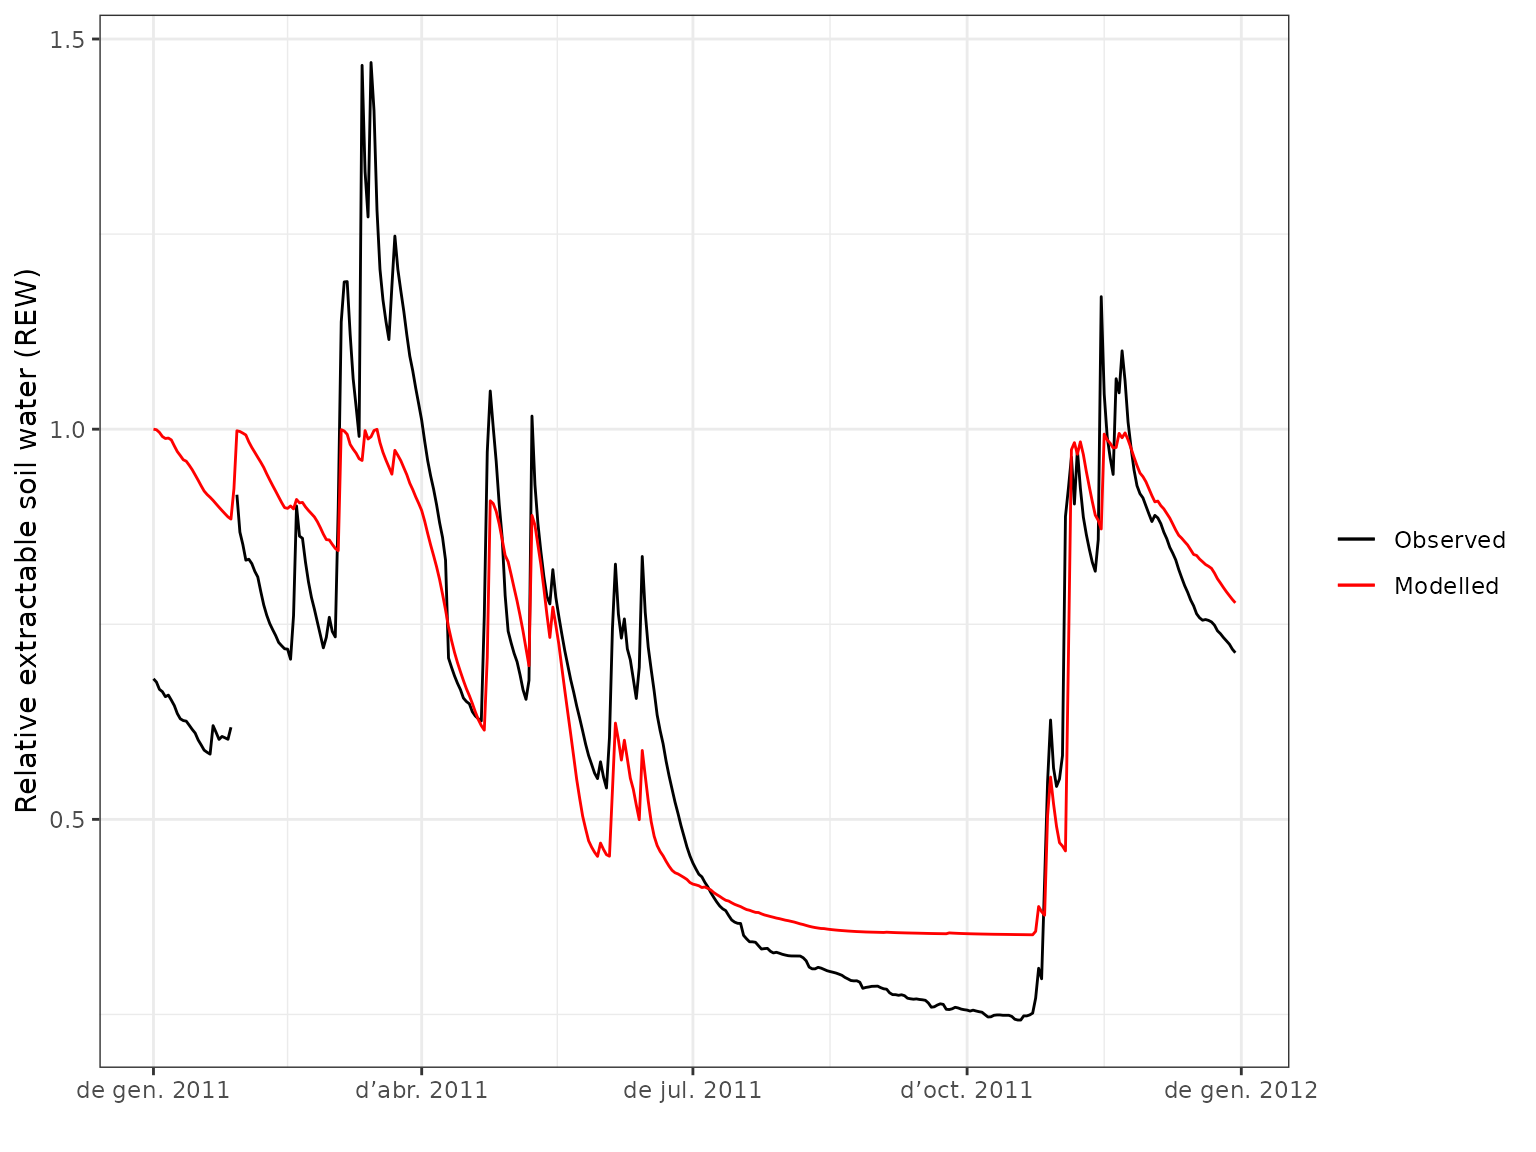 Relative extractable soil water (REW)
1.5
1.0
0.5
de gen. 2011
d’abr. 2011
de jul. 2011
d’oct. 2011
de gen. 2012
Observed
Modelled